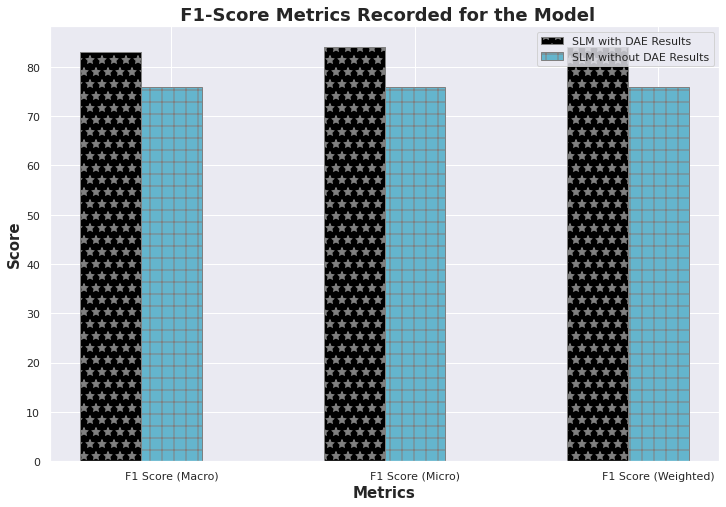 F1-Score Metrics Recorded for the Model
SLM with DAE Results
SLM without DAE Results
Score
80
70
60
50
40
30
20
10
0
F1 Score (Macro)
F1 Score (Micro)
F1 Score (Weighted)
Metrics